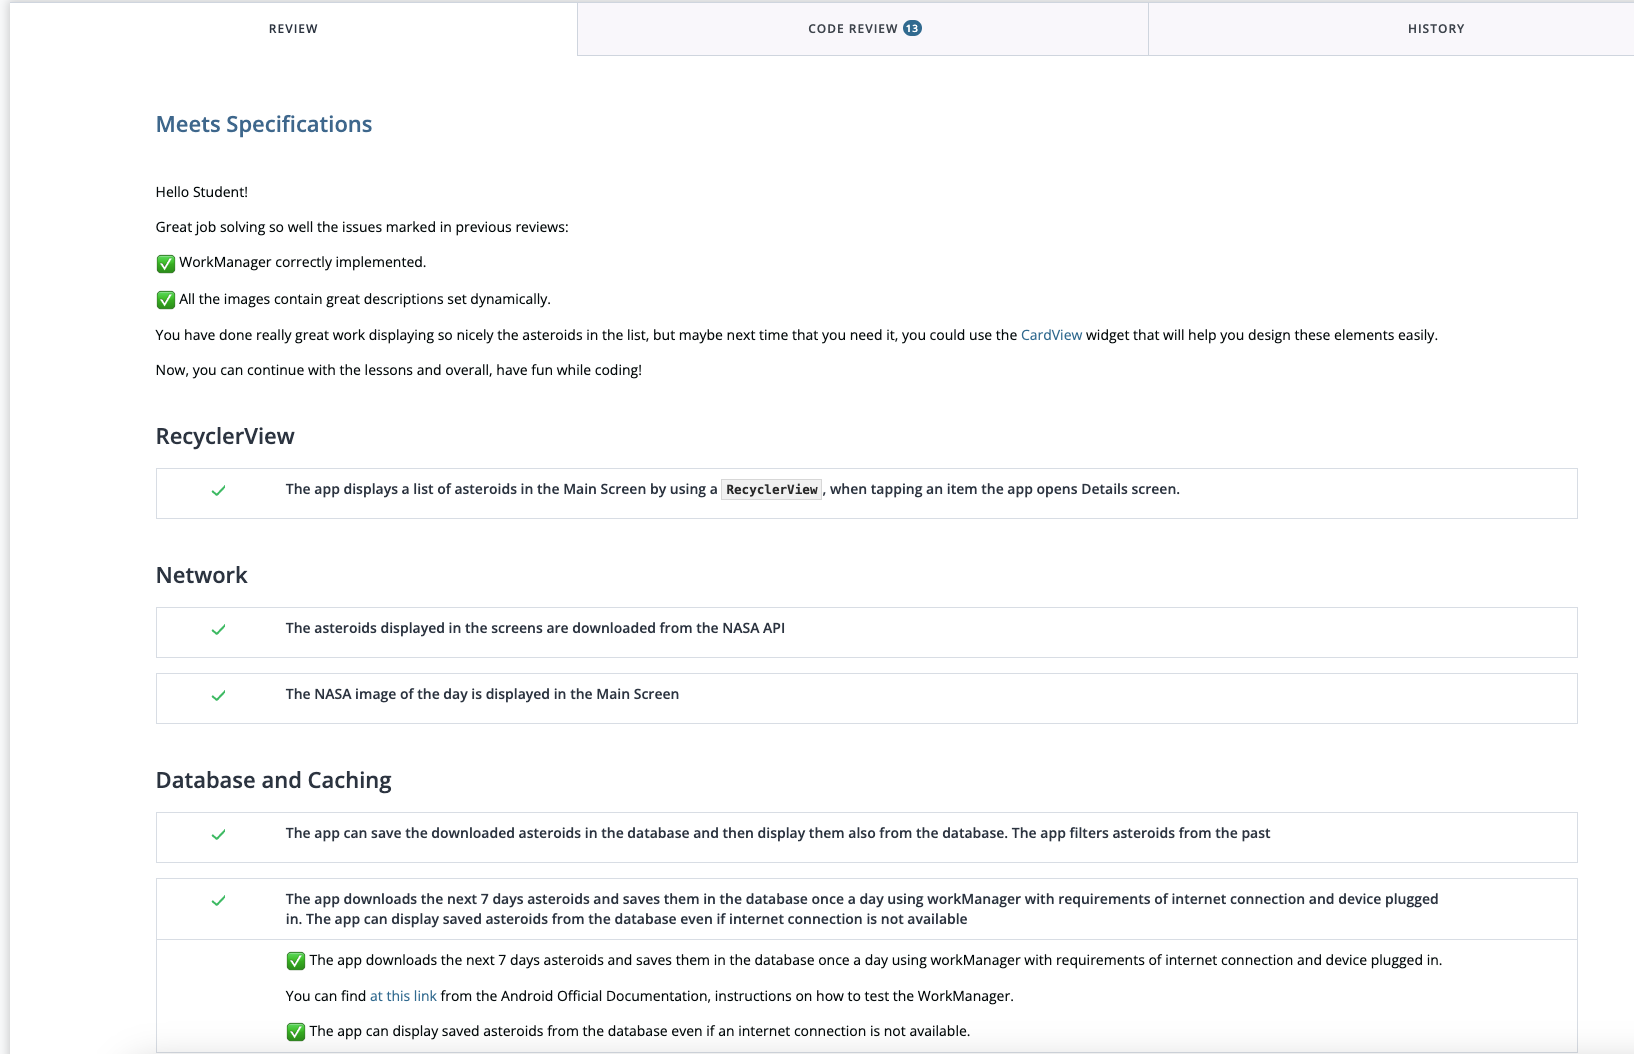 REVIEW
CODE REVIEW 13
HISTORY
Meets Specifications
Hello Student!
Great job solving so well the issues marked in previous reviews:
✅ WorkManager correctly implemented.
✅ All the images contain great descriptions set dynamically.
You have done really great work displaying so nicely the asteroids in the list, but maybe next time that you need it, you could use the CardView widget that will help you design these elements easily.
Now, you can continue with the lessons and overall, have fun while coding!
RecyclerView
The app displays a list of asteroids in the Main Screen by using a RecyclerView, when tapping an item the app opens Details screen.
Network
The asteroids displayed in the screens are downloaded from the NASA API
The NASA image of the day is displayed in the Main Screen
Database and Caching
The app can save the downloaded asteroids in the database and then display them also from the database. The app filters asteroids from the past
The app downloads the next 7 days asteroids and saves them in the database once a day using workManager with requirements of internet connection and device plugged
in. The app can display saved asteroids from the database even if internet connection is not available
✅ The app downloads the next 7 days asteroids and saves them in the database once a day using workManager with requirements of internet connection and device plugged in.
You can find at this link from the Android Official Documentation, instructions on how to test the WorkManager.
✅ The app can display saved asteroids from the database even if an internet connection is not available.